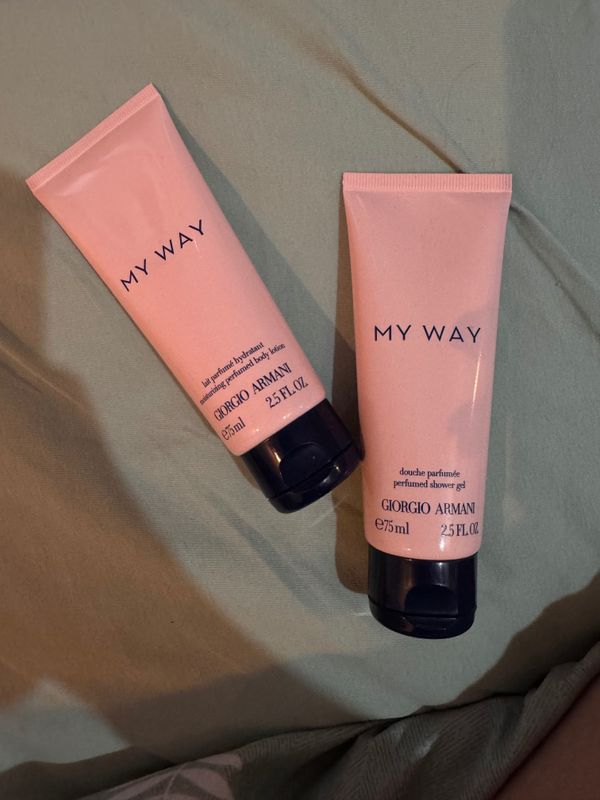 MY WAY
lait parfumé hydratant
moisturizing perfumed body lotion
GIORGIO ARMANI
℮75ml 2.5 FL. OZ.
MY WAY
douche parfumée
perfumed shower gel
GIORGIO ARMANI
℮75ml 2.5 FL. OZ.